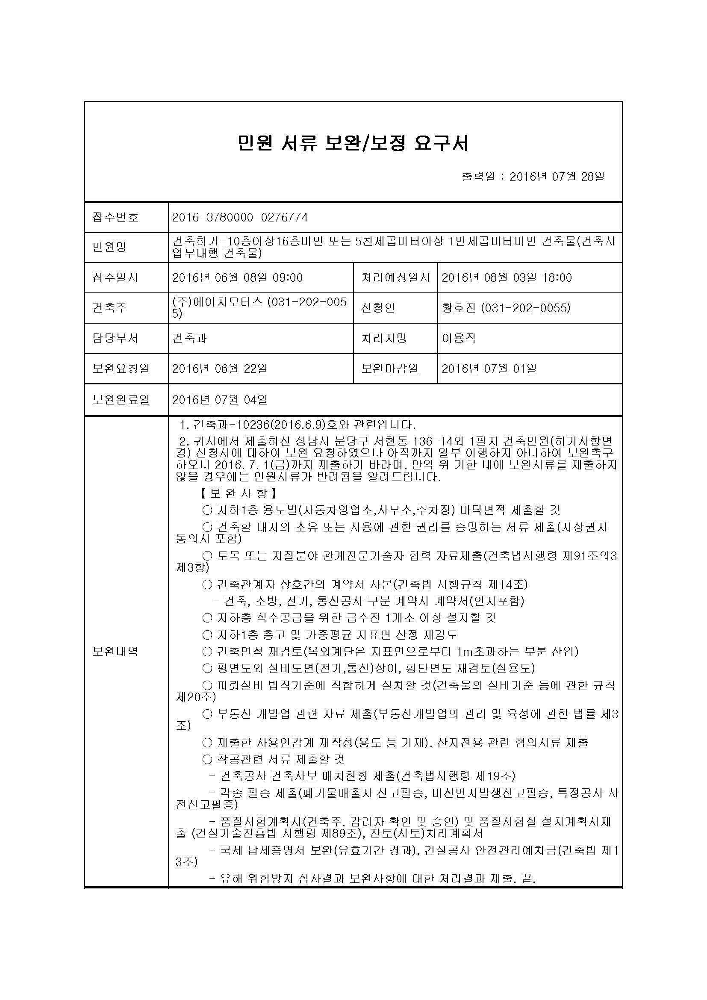 민원 서류 보완/보정 요구서
출력일 : 2016년 07월 28일
접수번호 2016-3780000-0276774
민원명 건축허가-10층이상16층미만 또는 5천제곱미터이상 1만제곱미터미만 건축물(건축사
업무대행 건축물)
접수일시 2016년 06월 08일 09:00 처리예정일시 2016년 08월 03일 18:00
건축주 (주)에이치모터스 (031-202-005
5) 신청인 황호진 (031-202-0055)
담당부서 건축과 처리자명 이용직
보완요청일 2016년 06월 22일 보완마감일 2016년 07월 01일
보완완료일 2016년 07월 04일
보완내역
1. 건축과-10236(2016.6.9)호와 관련입니다.
2. 귀사에서 제출하신 성남시 분당구 서현동 136-14외 1필지 건축민원(허가사항변
경) 신청서에 대하여 보완 요청하였으나 아직까지 일부 이행하지 아니하여 보완촉구
하오니 2016. 7. 1(금)까지 제출하기 바라며, 만약 위 기한 내에 보완서류를 제출하지
않을 경우에는 민원서류가 반려됨을 알려드립니다.
【 보 완 사 항 】
○ 지하1층 용도별(자동차영업소,사무소,주차장) 바닥면적 제출할 것
○ 건축할 대지의 소유 또는 사용에 관한 권리를 증명하는 서류 제출(지상권자
동의서 포함)
○ 토목 또는 지질분야 관계전문기술자 협력 자료제출(건축법시행령 제91조의3
제3항)
○ 건축관계자 상호간의 계약서 사본(건축법 시행규칙 제14조)
- 건축, 소방, 전기, 통신공사 구분 계약시 계약서(인지포함)
○ 지하층 식수공급을 위한 급수전 1개소 이상 설치할 것
○ 지하1층 층고 및 가중평균 지표면 산정 재검토
○ 건축면적 재검토(옥외계단은 지표면으로부터 1m초과하는 부분 산입)
○ 평면도와 설비도면(전기,통신)상이, 횡단면도 재검토(실용도)
○ 피뢰설비 법적기준에 적합하게 설치할 것(건축물의 설비기준 등에 관한 규칙
제20조)
○ 부동산 개발업 관련 자료 제출(부동산개발업의 관리 및 육성에 관한 법률 제3
조)
○ 제출한 사용인감계 재작성(용도 등 기재), 산지전용 관련 협의서류 제출
○ 착공관련 서류 제출할 것
- 건축공사 건축사보 배치현황 제출(건축법시행령 제19조)
- 각종 필증 제출(폐기물배출자 신고필증, 비산먼지발생신고필증, 특정공사 사
전신고필증)
- 품질시험계획서(건축주, 감리자 확인 및 승인) 및 품질시험실 설치계획서제
출 (건설기술진흥법 시행령 제89조), 잔토(사토)처리계획서
- 국세 납세증명서 보완(유효기간 경과), 건설공사 안전관리예치금(건축법 제1
3조)
- 유해 위험방지 심사결과 보완사항에 대한 처리결과 제출. 끝.